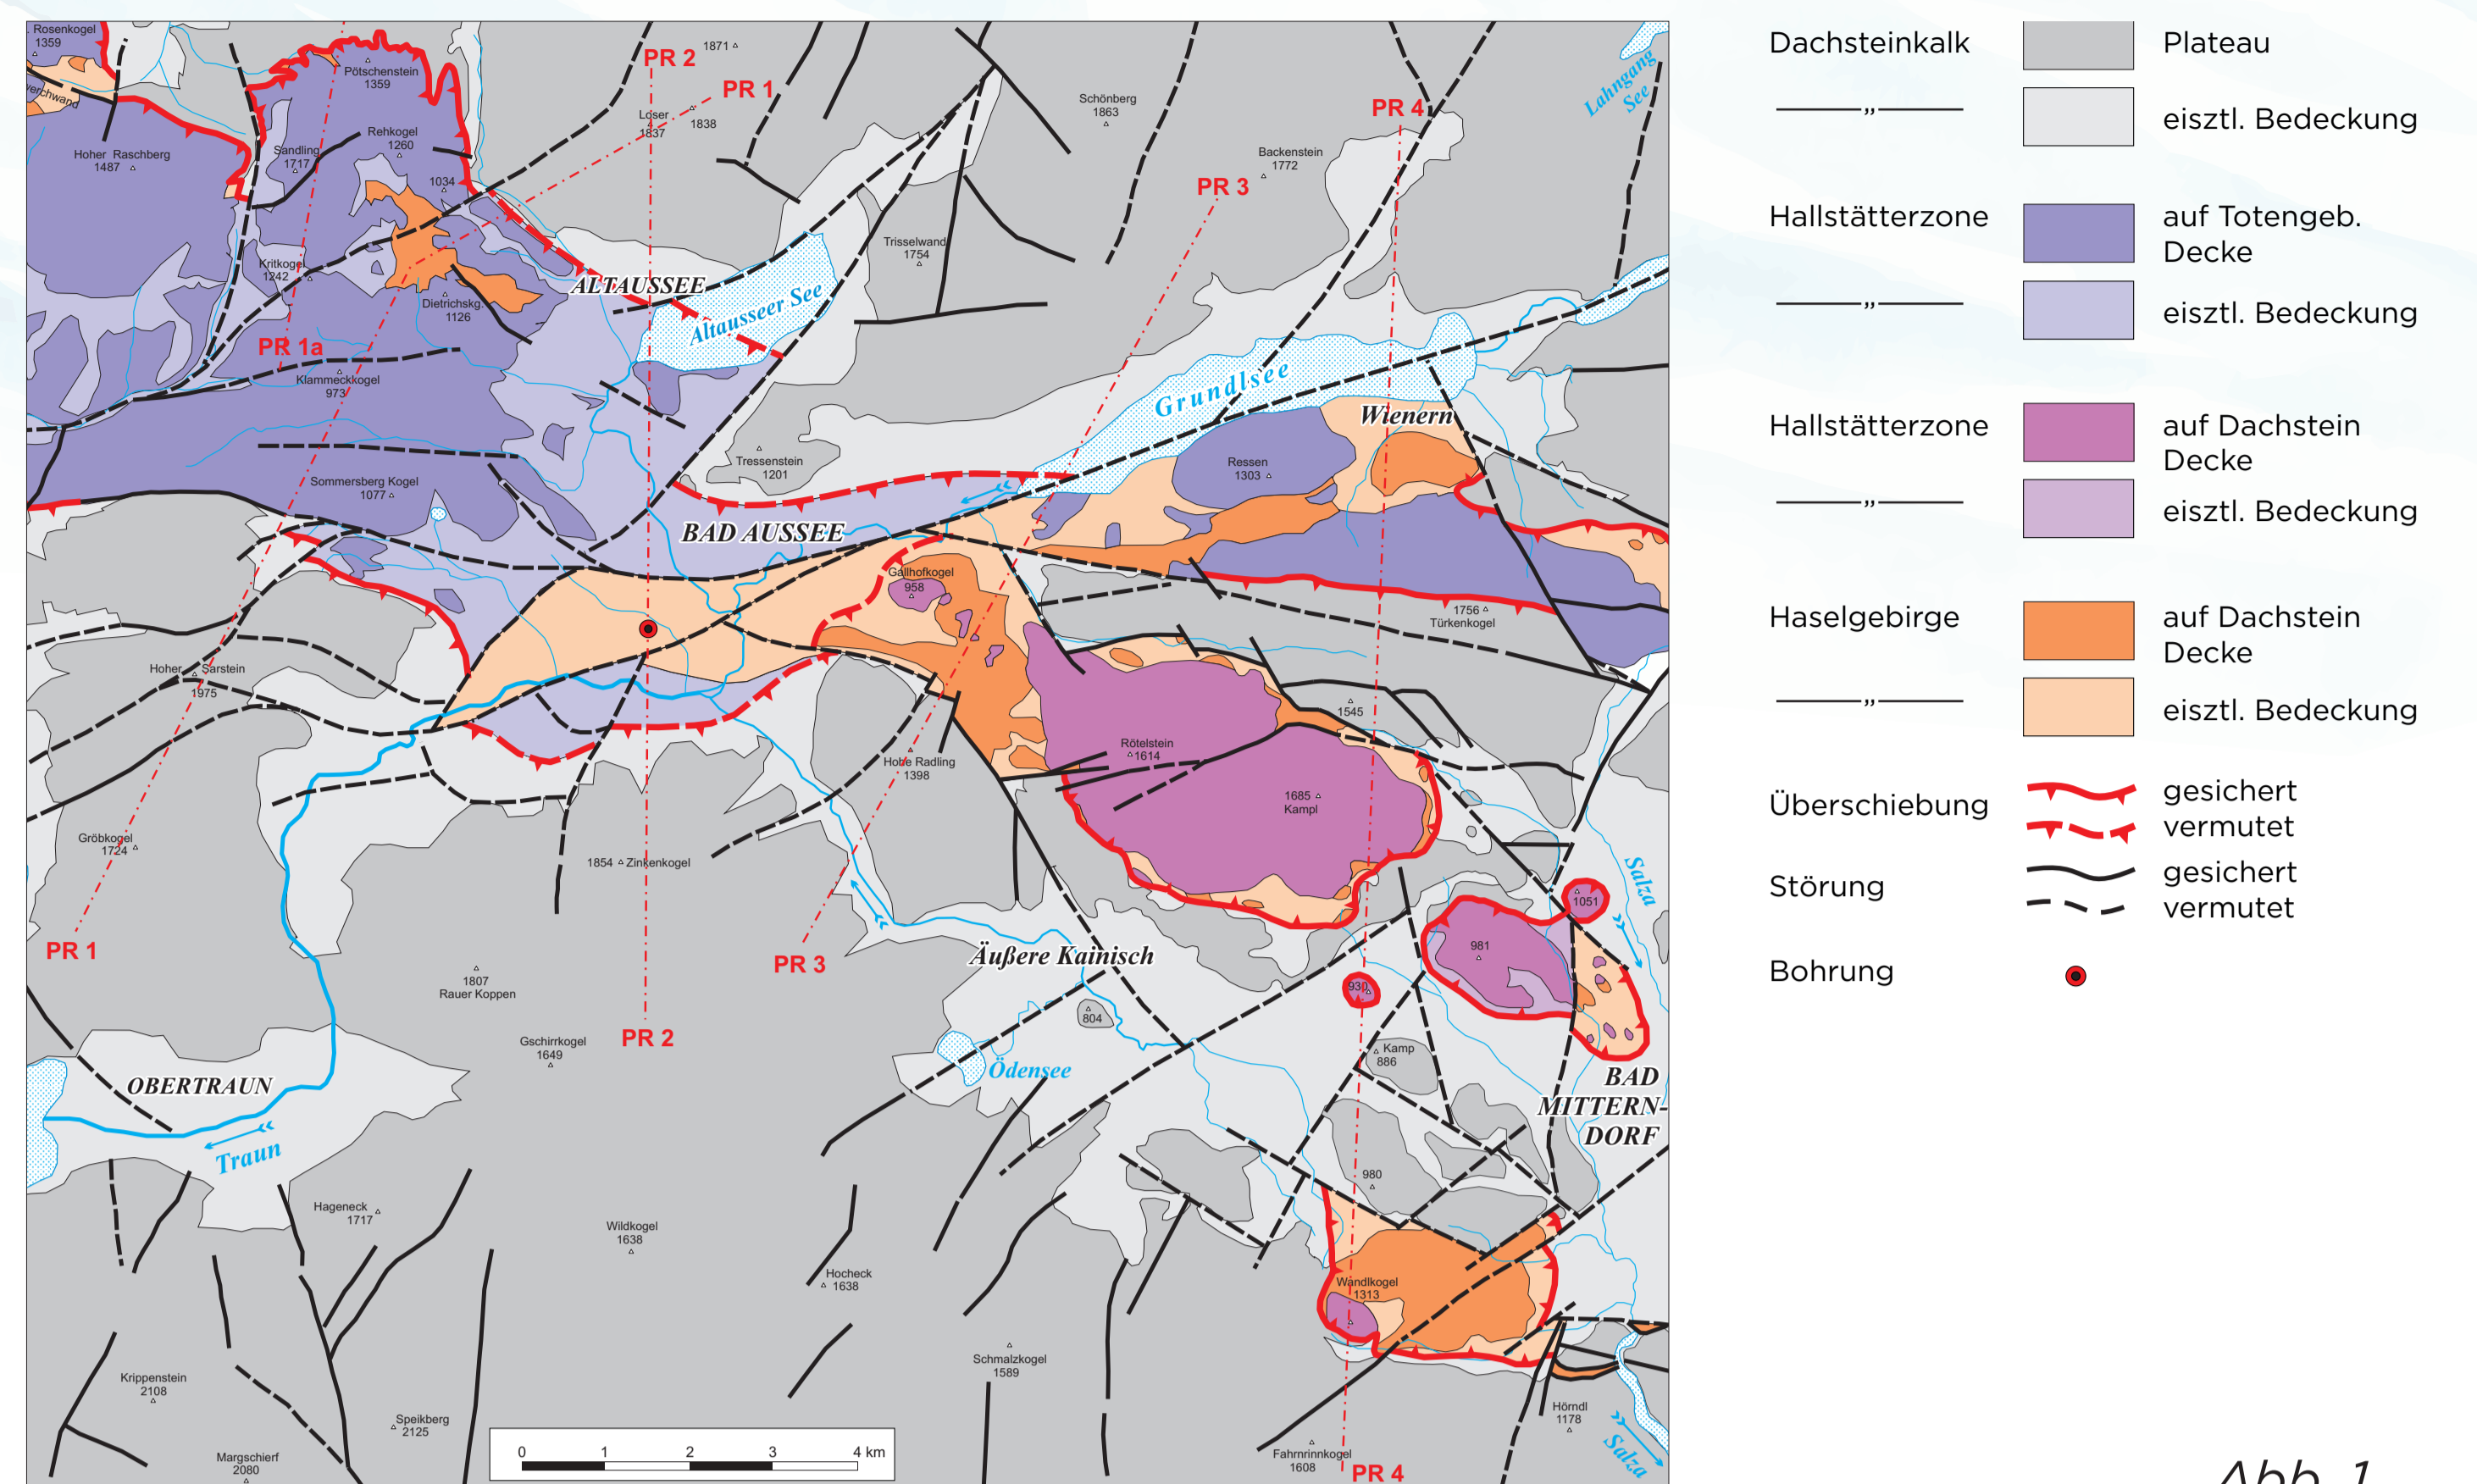 Rosenkogel
1359
Pötschenstein
1359
PR 2
1871
PR 1
Loser
1837
1838
Schönberg
1863
PR 4
Lahngang
See
Rehkogel
1260
Hoher Raschberg
1487
Sandling
1717
1034
Backenstein
1772
PR 3
Trisselwand
1754
Kritkogel
1242
ALTAUSSEE
Altausseer See
Dietrichskg.
1126
PR 1a
Klammeckkogel
973
Grundlsee
Wienern
Tressenstein
1201
Ressen
1303
Sommersberg Kogel
1077
BAD AUSSEE
Gallhofkogel
958
1756
Türkenkogel
Hoher Sarstein
1975
1545
Rötelstein
1614
Hohe Radling
1398
1685
Kampl
Gröbkogel
1724
1854 Zinkenkogel
Salza
1051
PR 1
981
PR 3
Äußere Kainisch
1807
Rauer Koppen
930
804
PR 2
Gschirrkogel
1649
Kamp
886
Ödensee
OBERTRAUN
BAD
MITTERN-
DORF
Traun
980
Hageneck
1717
Wildkogel
1638
Hocheck
1638
Wandlkogel
1313
Schmalzkogel
1589
Krippenstein
2108
Speikberg
2125
Hörndl
1178
Margschierf
2080
0 1 2 3 4 km
Fahrnrinnkogel
1608
PR 4
Salza
Dachsteinkalk Plateau
„ eisztl. Bedeckung
Hallstätterzone auf Totengeb.
Decke
„ eisztl. Bedeckung
Hallstätterzone auf Dachstein
Decke
„ eisztl. Bedeckung
Haselgebirge auf Dachstein
Decke
„ eisztl. Bedeckung
Überschiebung gesichert
vermutet
Störung gesichert
vermutet
Bohrung
Abb. 1